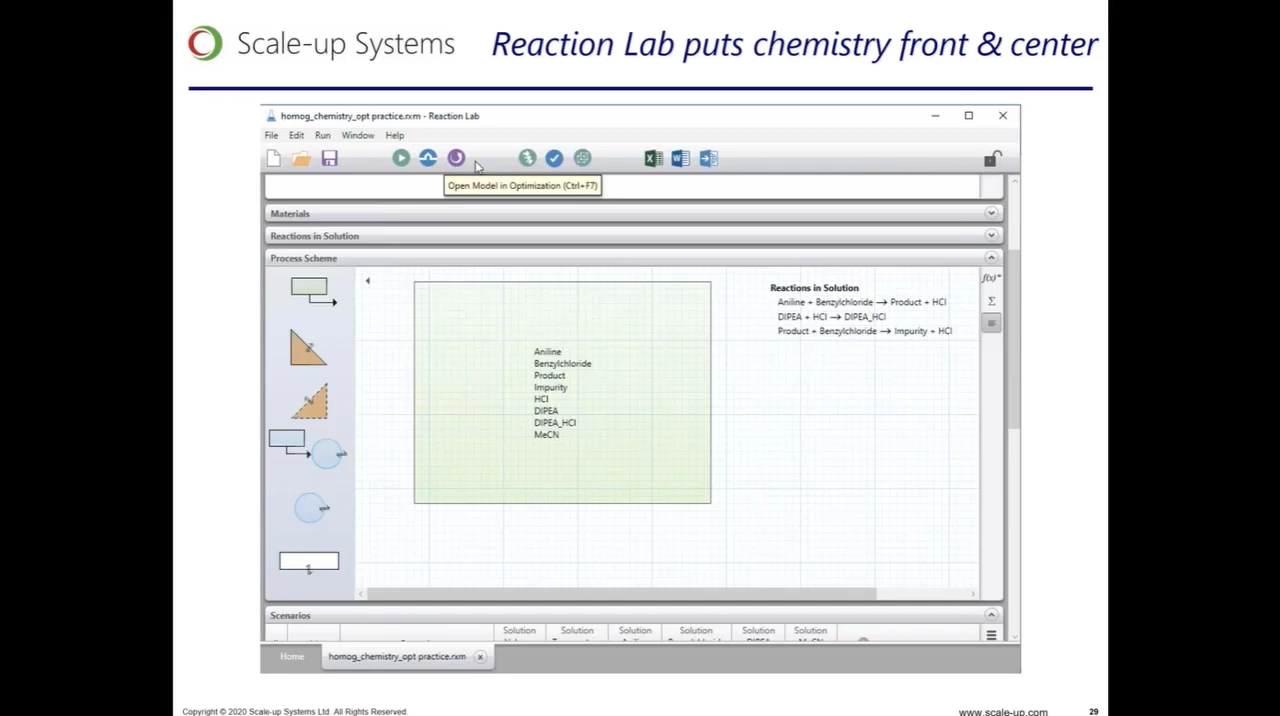 Scale-up Systems
Reaction Lab puts chemistry front & center
homog_chemistry_opt practice.rxm - Reaction Lab
File Edit Run Window Help
Open Model in Optimization (Ctrl+F7)
Materials
Reactions in Solution
Process Scheme
f(x)*
Σ
Reactions in Solution
Aniline + Benzylchloride → Product + HCl
DIPEA + HCl → DIPEA_HCl
Product + Benzylchloride → Impurity + HCl
Aniline
Benzylchloride
Product
Impurity
HCl
DIPEA
DIPEA_HCl
MeCN
Scenarios
Solution Solution Solution Solution Solution Solution
Home homog_chemistry_opt practice.rxm
Copyright © 2020 Scale-up Systems Ltd. All Rights Reserved.
www.scale-up.com
29